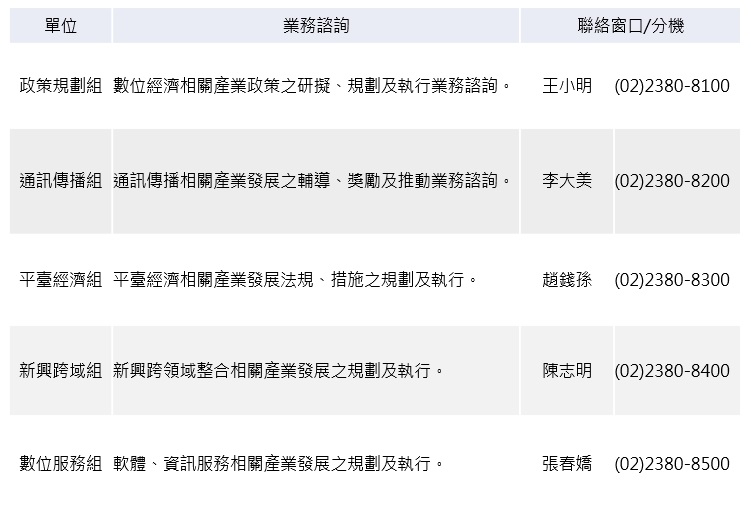 單位 業務諮詢 聯絡窗口/分機
政策規劃組 數位經濟相關產業政策之研擬、規劃及執行業務諮詢。 王小明 (02)2380-8100
通訊傳播組 通訊傳播相關產業發展之輔導、獎勵及推動業務諮詢。 李大美 (02)2380-8200
平臺經濟組 平臺經濟相關產業發展法規、措施之規劃及執行。 趙錢孫 (02)2380-8300
新興跨域組 新興跨領域整合相關產業發展之規劃及執行。 陳志明 (02)2380-8400
數位服務組 軟體、資訊服務相關產業發展之規劃及執行。 張春嬌 (02)2380-8500